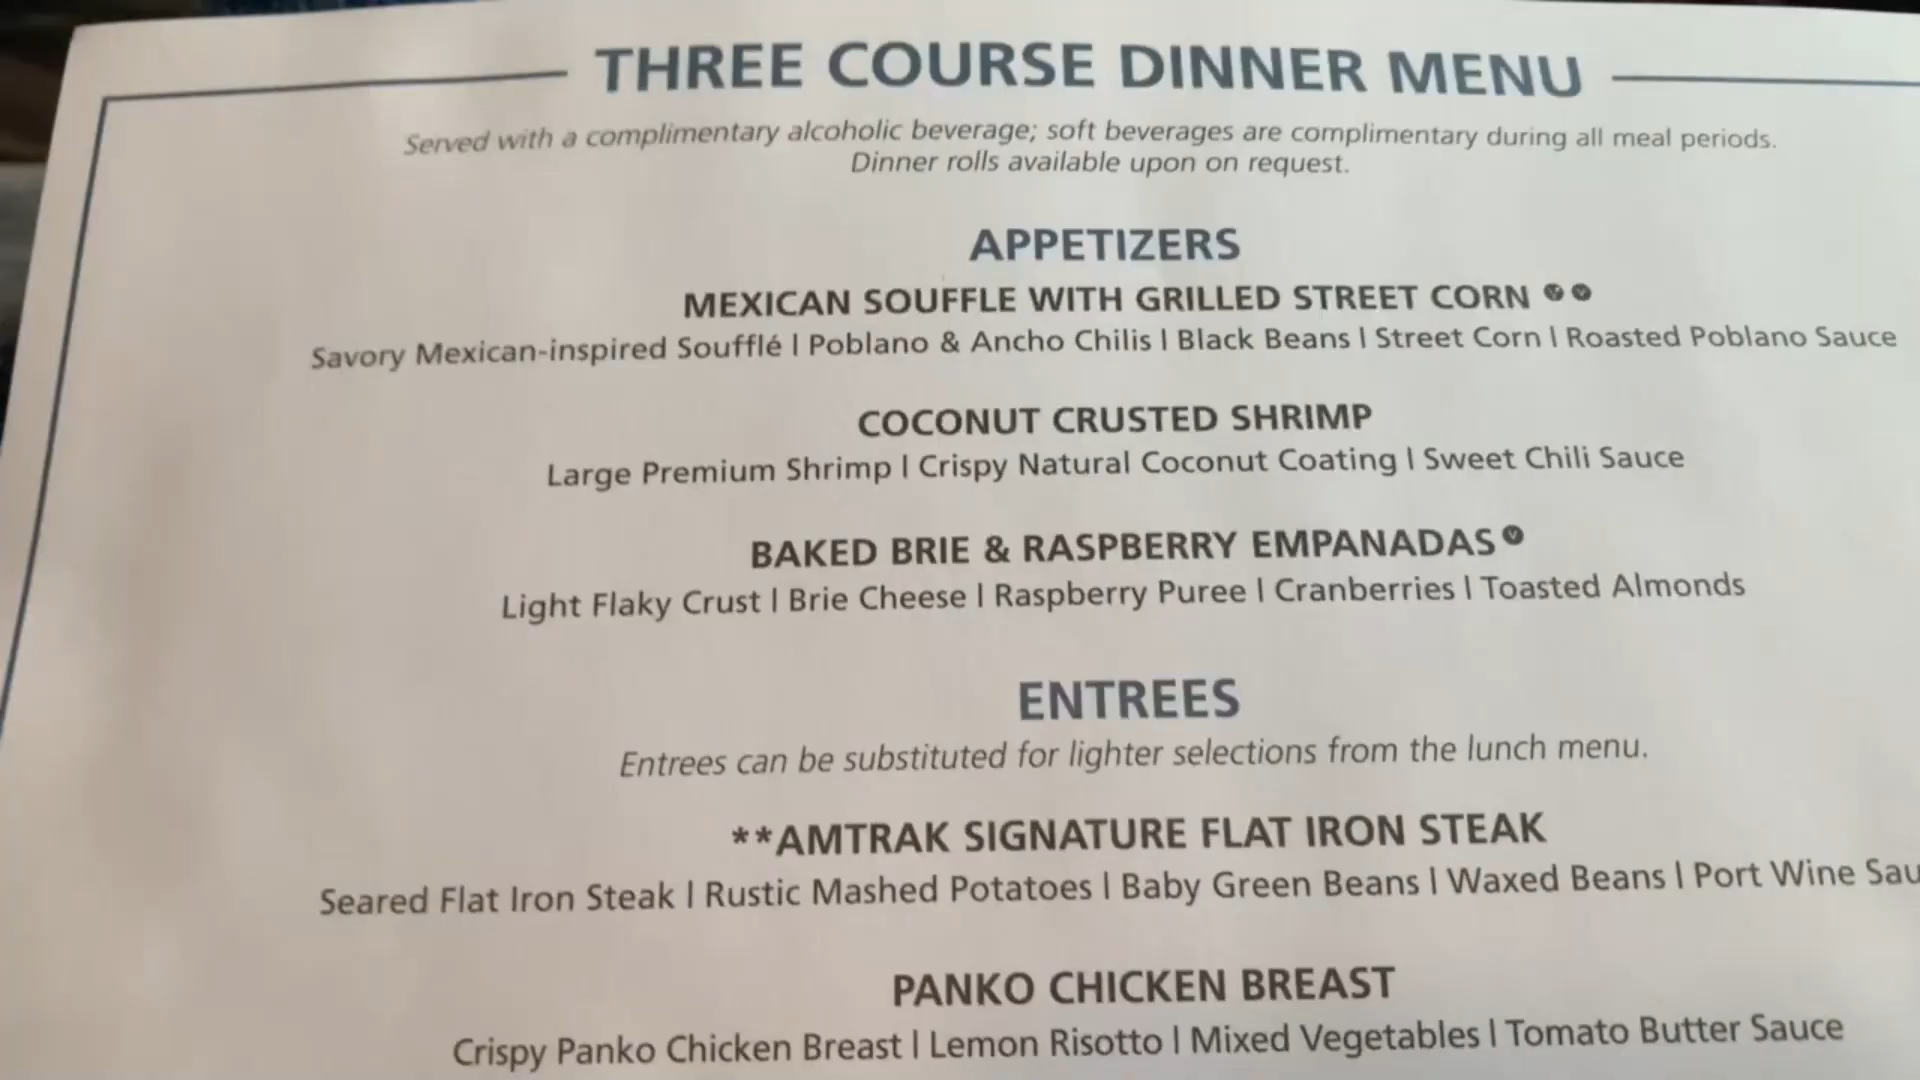 THREE COURSE DINNER MENU
Served with a complimentary alcoholic beverage; soft beverages are complimentary during all meal periods.
Dinner rolls available upon on request.
APPETIZERS
MEXICAN SOUFFLE WITH GRILLED STREET CORN
Savory Mexican-inspired Soufflé | Poblano & Ancho Chilis | Black Beans | Street Corn | Roasted Poblano Sauce
COCONUT CRUSTED SHRIMP
Large Premium Shrimp | Crispy Natural Coconut Coating | Sweet Chili Sauce
BAKED BRIE & RASPBERRY EMPANADAS
Light Flaky Crust | Brie Cheese | Raspberry Puree | Cranberries | Toasted Almonds
ENTREES
Entrees can be substituted for lighter selections from the lunch menu.
**AMTRAK SIGNATURE FLAT IRON STEAK
Seared Flat Iron Steak | Rustic Mashed Potatoes | Baby Green Beans | Waxed Beans | Port Wine Sau
PANKO CHICKEN BREAST
Crispy Panko Chicken Breast | Lemon Risotto | Mixed Vegetables | Tomato Butter Sauce